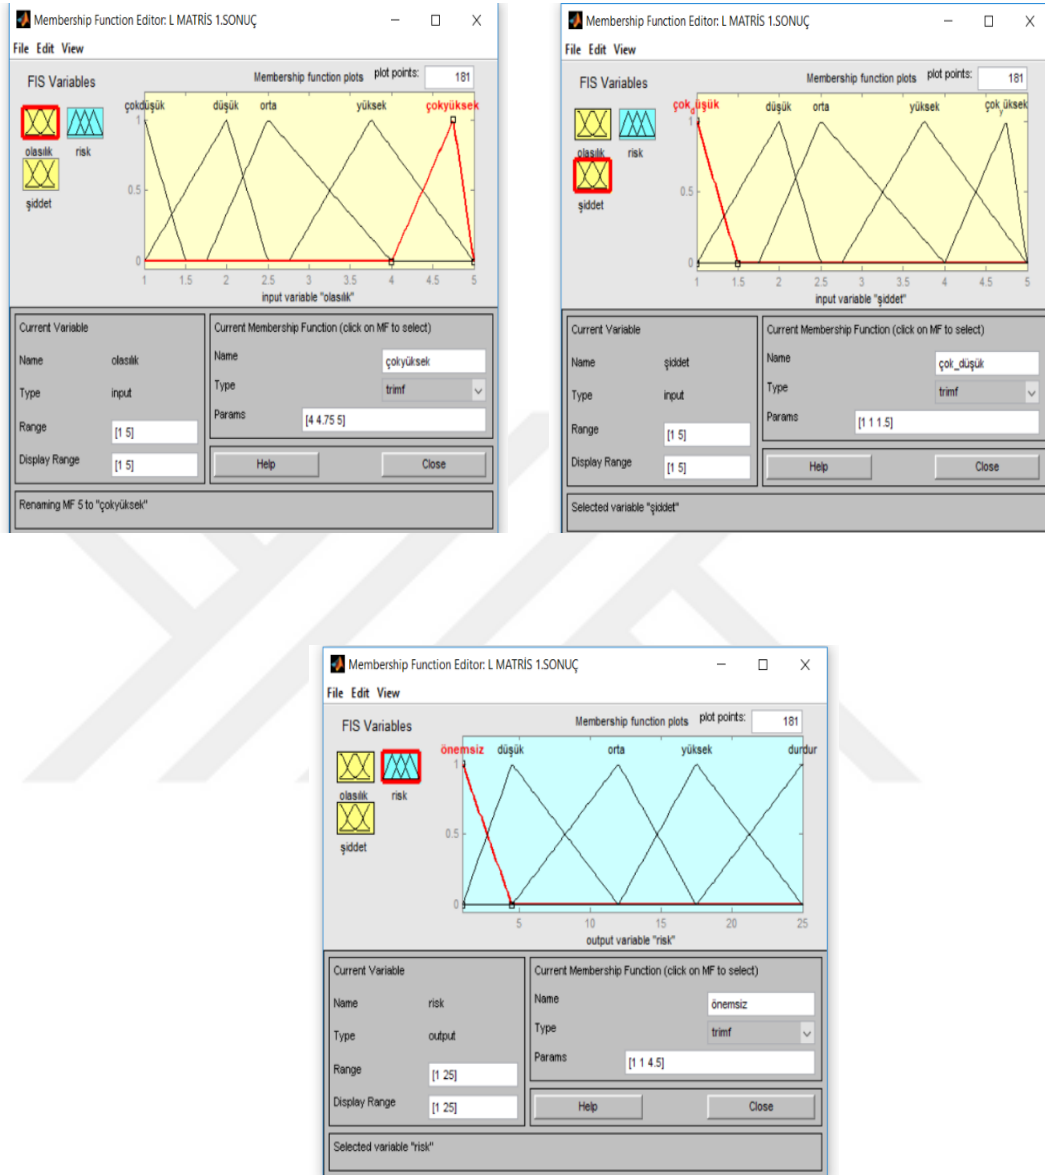 Membership Function Editor: L MATRİS 1.SONUÇ
File Edit View
FIS Variables
Membership function plots plot points: 181
çokdüşük düşük orta yüksek çokyüksek
olasılık risk
şiddet
1
0.5
0
1 1.5 2 2.5 3 3.5 4 4.5 5
input variable "olasılık"
Current Variable
Name olasılık
Type input
Range [1 5]
Display Range [1 5]
Current Membership Function (click on MF to select)
Name çokyüksek
Type trimf
Params [4 4.75 5]
Help Close
Renaming MF 5 to "çokyüksek"
Membership Function Editor: L MATRİS 1.SONUÇ
File Edit View
FIS Variables
Membership function plots plot points: 181
çok_düşük düşük orta yüksek çok_yüksek
olasılık risk
şiddet
1
0.5
0
1 1.5 2 2.5 3 3.5 4 4.5 5
input variable "şiddet"
Current Variable
Name şiddet
Type input
Range [1 5]
Display Range [1 5]
Current Membership Function (click on MF to select)
Name çok_düşük
Type trimf
Params [1 1 1.5]
Help Close
Selected variable "şiddet"
Membership Function Editor: L MATRİS 1.SONUÇ
File Edit View
FIS Variables
Membership function plots plot points: 181
önemsiz düşük orta yüksek durdur
olasılık risk
şiddet
1
0.5
0
5 10 15 20 25
output variable "risk"
Current Variable
Name risk
Type output
Range [1 25]
Display Range [1 25]
Current Membership Function (click on MF to select)
Name önemsiz
Type trimf
Params [1 1 4.5]
Help Close
Selected variable "risk"